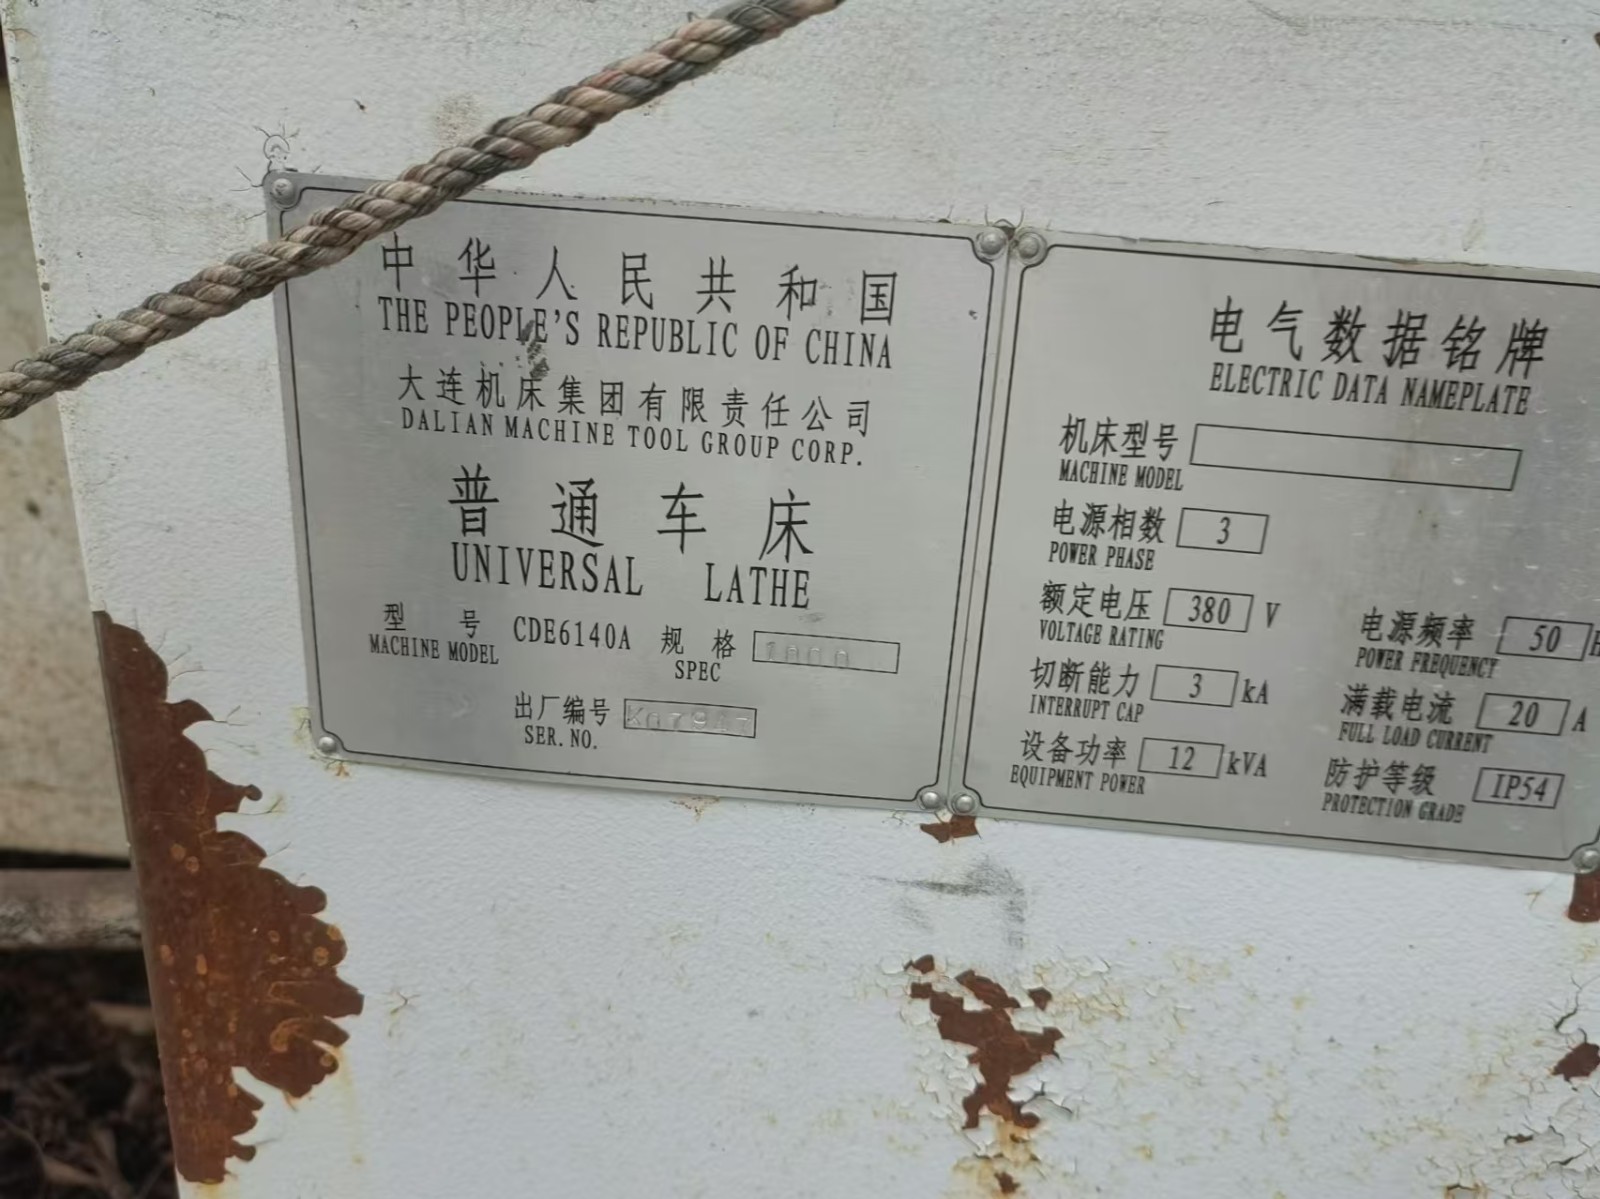 中华人民共和国
THE PEOPLE'S REPUBLIC OF CHINA
大连机床集团有限责任公司
DALIAN MACHINE TOOL GROUP CORP.
普通车床
UNIVERSAL LATHE
型号 CDE6140A 规格 1000
MACHINE MODEL SPEC
出厂编号
SER. NO.
电气数据铭牌
ELECTRIC DATA NAMEPLATE
机床型号
MACHINE MODEL
电源相数 3
POWER PHASE
额定电压 380 V
VOLTAGE RATING
电源频率 50
POWER FREQUENCY
切断能力 3 kA
INTERRUPT CAP
满载电流 20 A
FULL LOAD CURRENT
设备功率 12 kVA
EQUIPMENT POWER
防护等级 IP54
PROTECTION GRADE